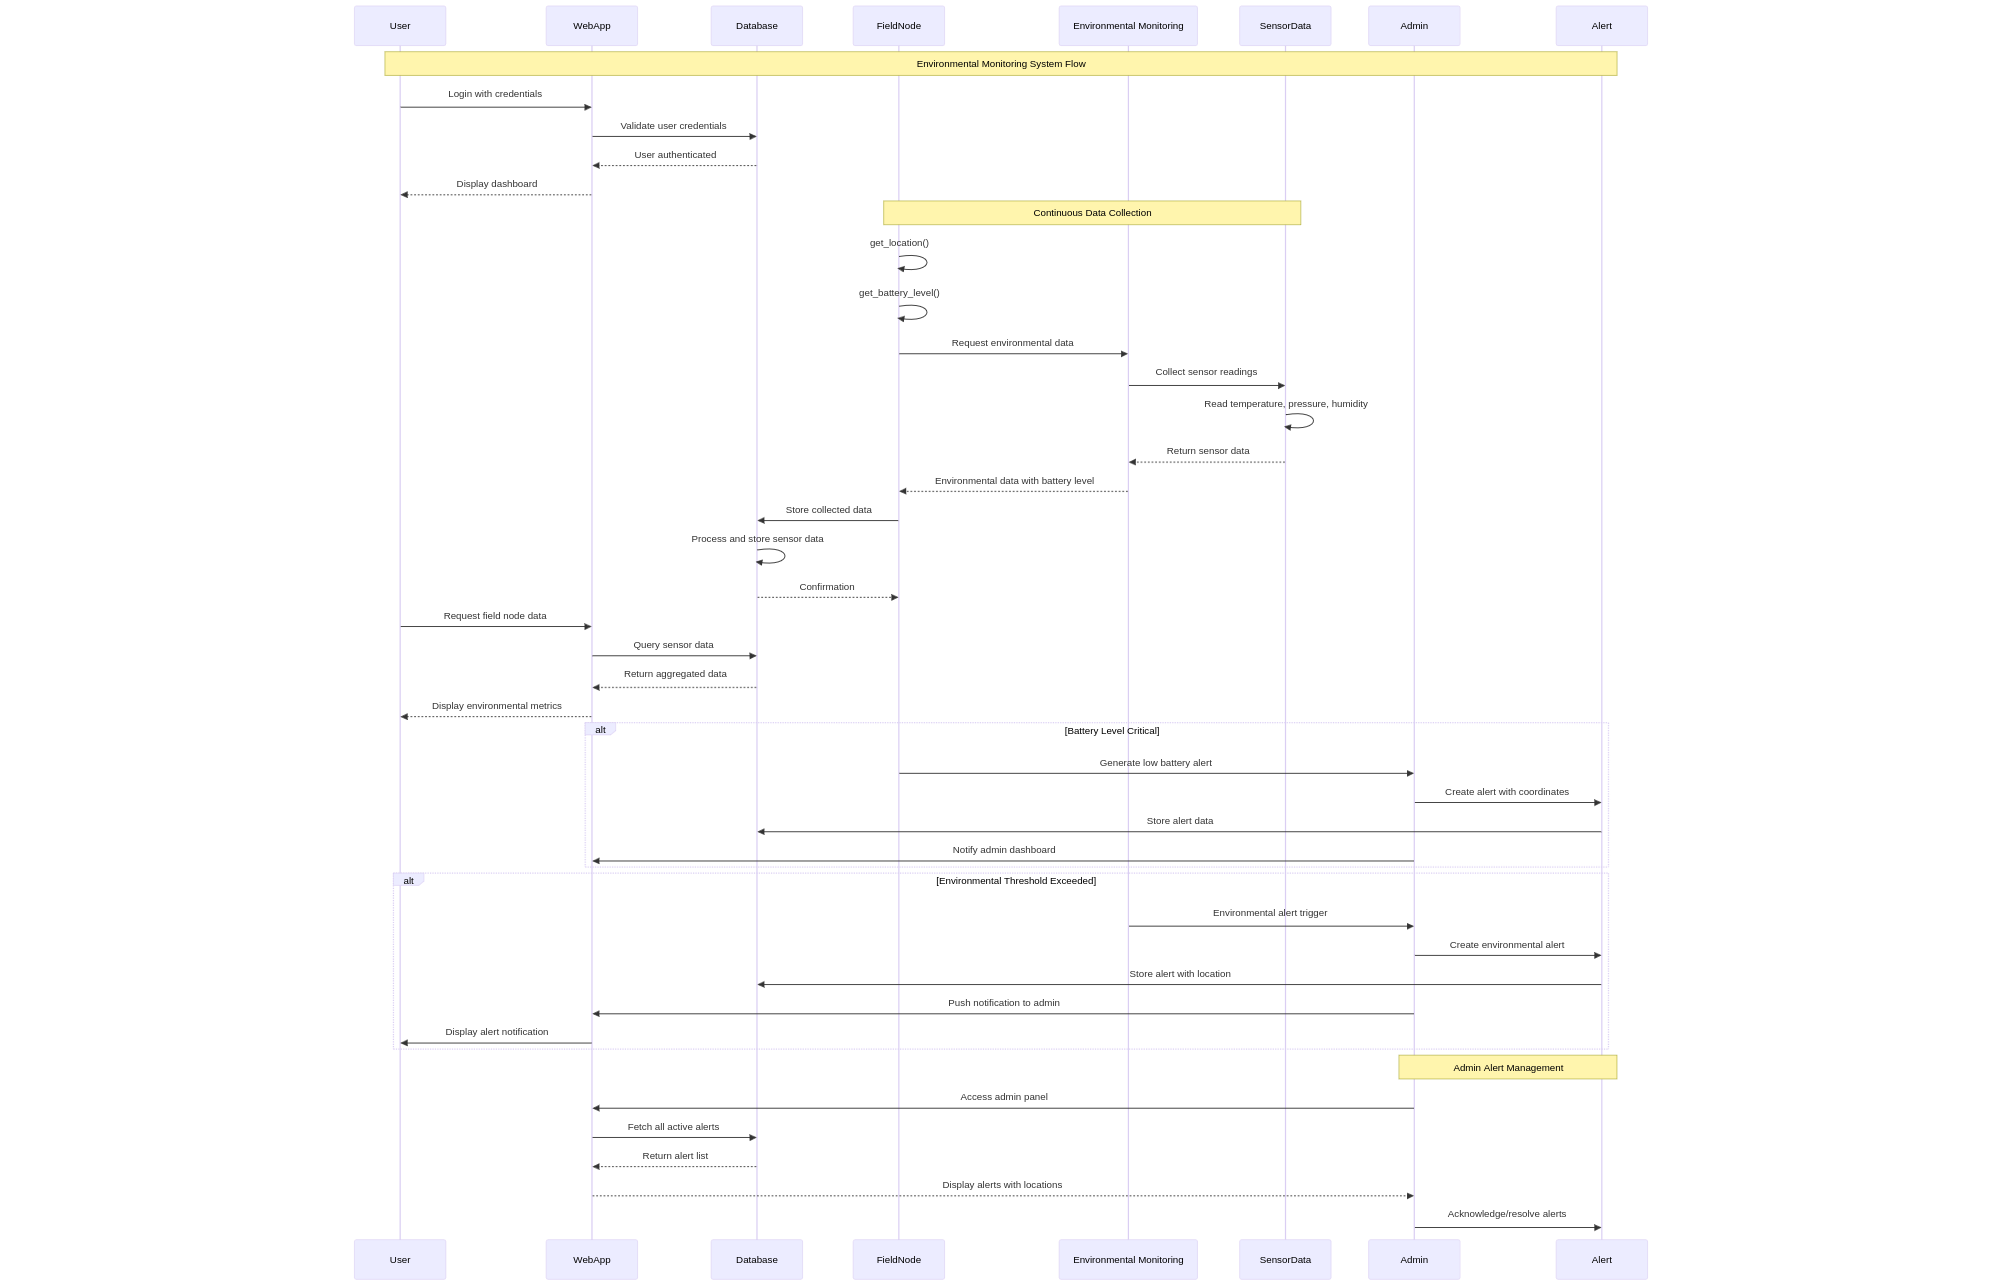 User
WebApp
Database
FieldNode
Environmental Monitoring
SensorData
Admin
Alert
Environmental Monitoring System Flow
Login with credentials
Validate user credentials
User authenticated
Display dashboard
Continuous Data Collection
get_location()
get_battery_level()
Request environmental data
Collect sensor readings
Read temperature, pressure, humidity
Return sensor data
Environmental data with battery level
Store collected data
Process and store sensor data
Confirmation
Request field node data
Query sensor data
Return aggregated data
Display environmental metrics
alt
[Battery Level Critical]
Generate low battery alert
Create alert with coordinates
Store alert data
Notify admin dashboard
alt
[Environmental Threshold Exceeded]
Environmental alert trigger
Create environmental alert
Store alert with location
Push notification to admin
Display alert notification
Admin Alert Management
Access admin panel
Fetch all active alerts
Return alert list
Display alerts with locations
Acknowledge/resolve alerts
User
WebApp
Database
FieldNode
Environmental Monitoring
SensorData
Admin
Alert